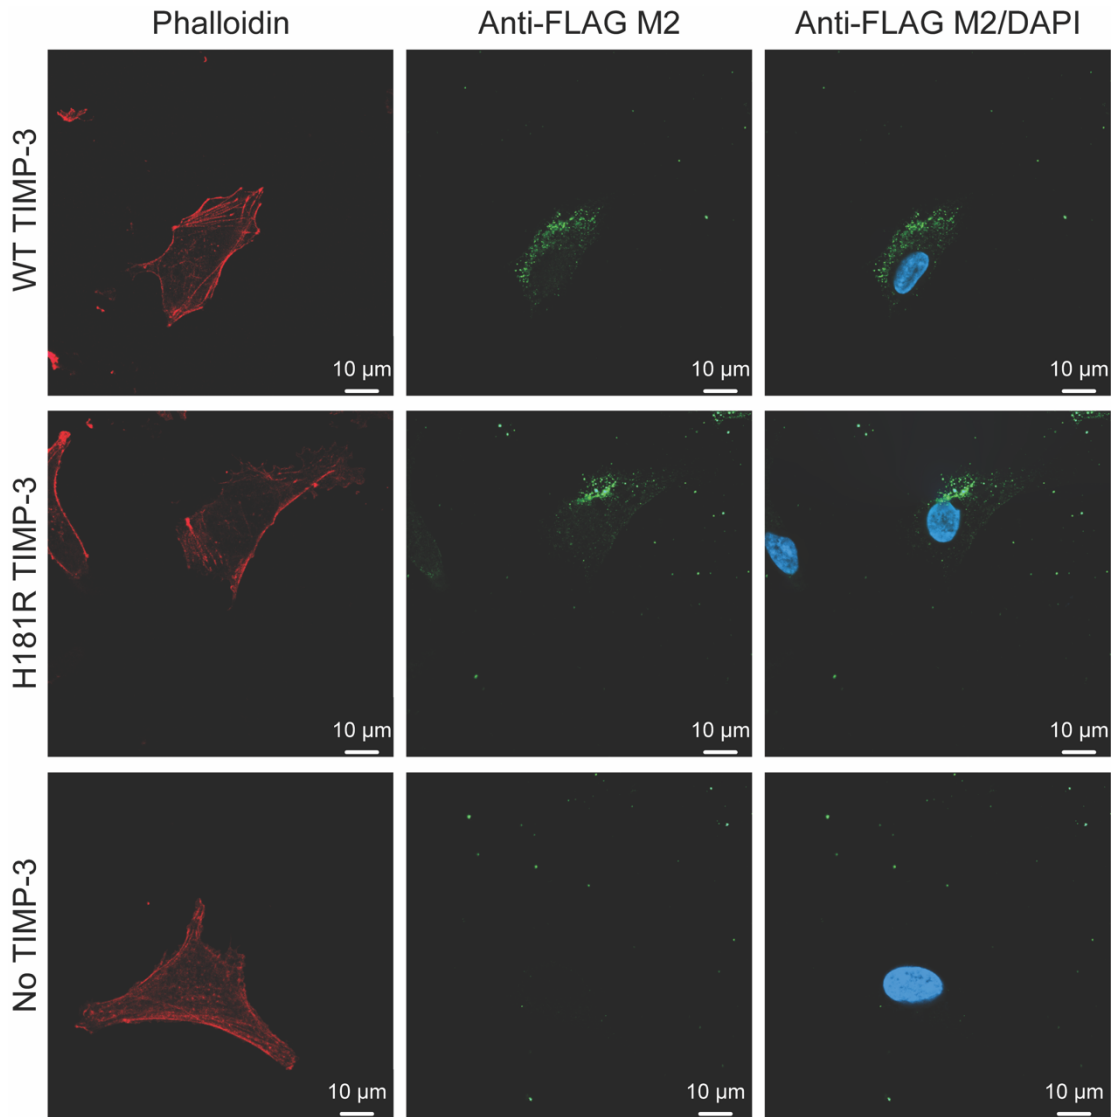 Phalloidin
Anti-FLAG M2
Anti-FLAG M2/DAPI
WT TIMP-3
10 µm
10 µm
10 µm
H181R TIMP-3
10 µm
10 µm
10 µm
No TIMP-3
10 µm
10 µm
10 µm